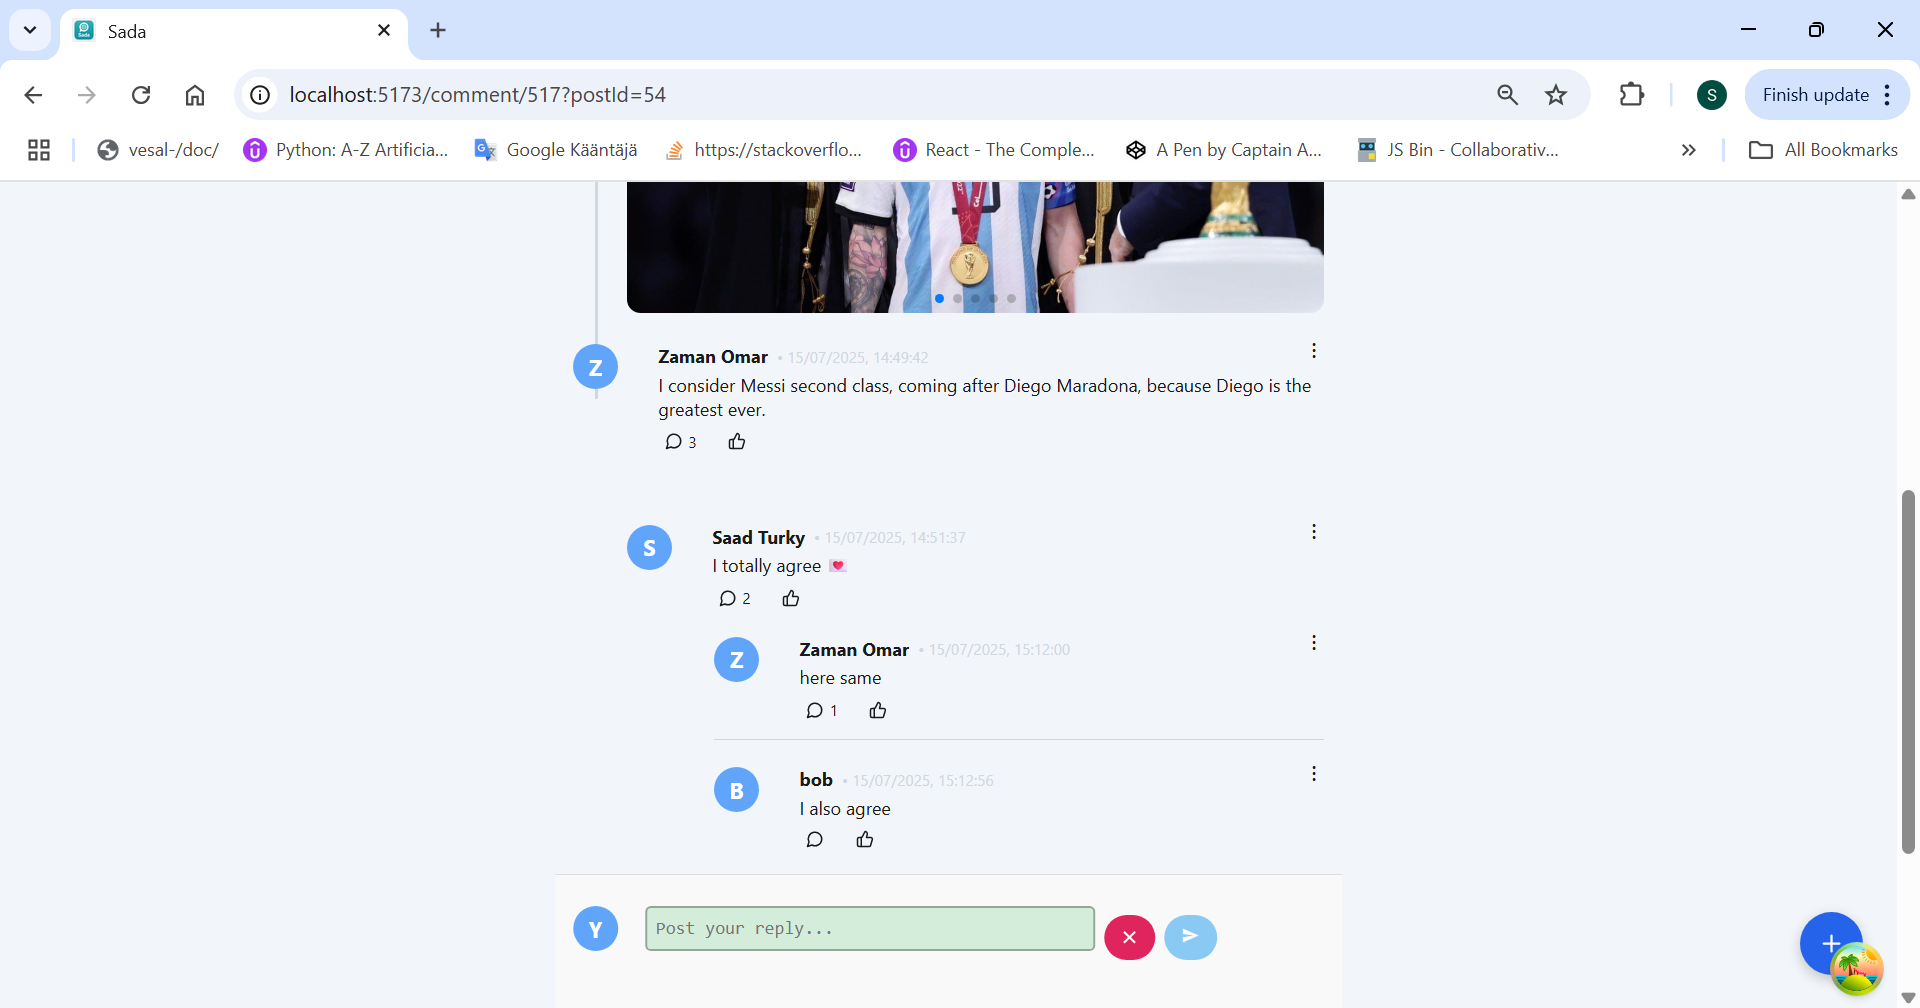 Sada
localhost:5173/comment/517?postId=54
S
Finish update
vesal-/doc/
Python: A-Z Artificia...
Google Kääntäjä
https://stackoverflo...
React - The Comple...
A Pen by Captain A...
JS Bin - Collaborativ...
All Bookmarks
Z
Zaman Omar • 15/07/2025, 14:49:42
I consider Messi second class, coming after Diego Maradona, because Diego is the
greatest ever.
3
S
Saad Turky • 15/07/2025, 14:51:37
I totally agree 💌
2
Z
Zaman Omar • 15/07/2025, 15:12:00
here same
1
B
bob • 15/07/2025, 15:12:56
I also agree
Y
Post your reply...